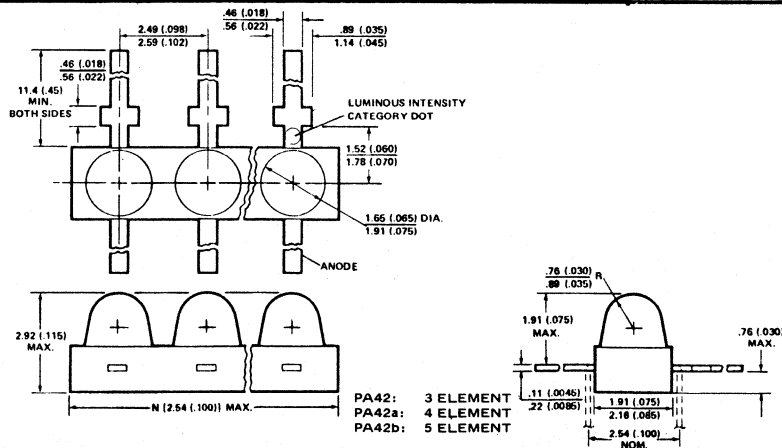 .46 (.018)
.56 (.022)
2.49 (.098)
2.59 (.102)
.89 (.035)
1.14 (.045)
.46 (.018)
.56 (.022)
11.4 (.45)
MIN.
BOTH SIDES
LUMINOUS INTENSITY
CATEGORY DOT
1.52 (.060)
1.78 (.070)
1.65 (.065) DIA.
1.91 (.075)
ANODE
2.92 (.115)
MAX.
N [2.54 (.100)] MAX.
PA42: 3 ELEMENT
PA42a: 4 ELEMENT
PA42b: 5 ELEMENT
.76 (.030) R
.89 (.035)
1.91 (.075)
MAX.
.76 (.030)
MAX.
.11 (.0045)
.22 (.0085)
1.91 (.075)
2.16 (.085)
2.54 (.100)
NOM.